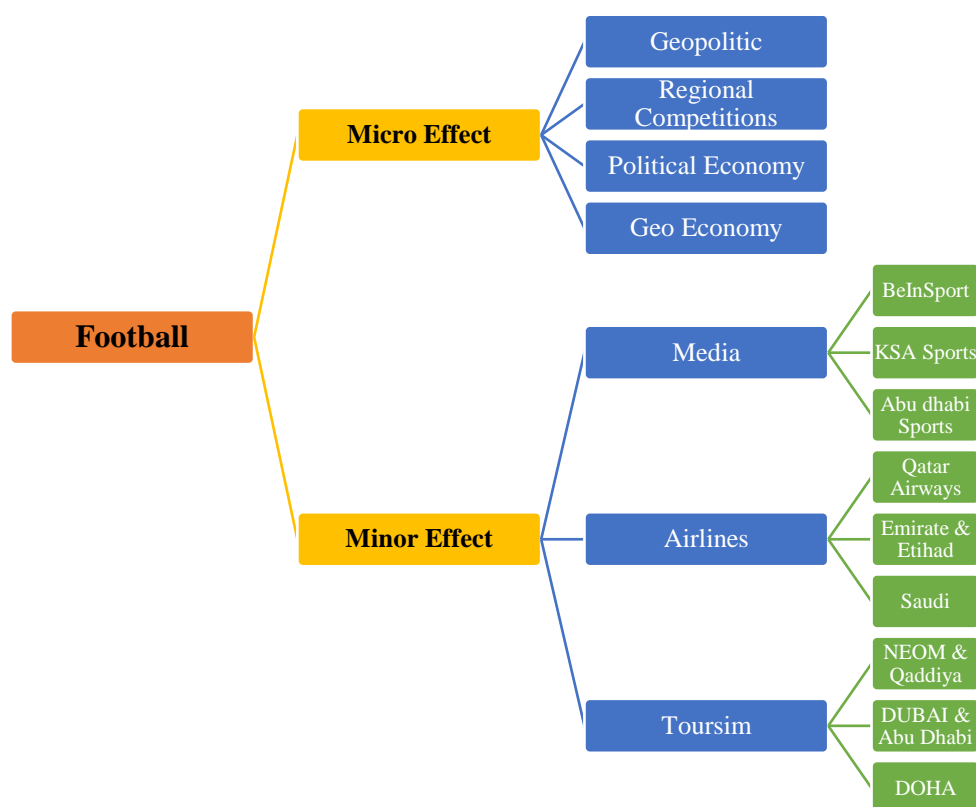 Geopolitic
Regional
Competitions
Micro Effect
Political Economy
Geo Economy
Football
Media
BeInSport
KSA Sports
Abu dhabi
Sports
Minor Effect
Airlines
Qatar
Airways
Emirate &
Etihad
Saudi
Toursim
NEOM &
Qaddiya
DUBAI &
Abu Dhabi
DOHA